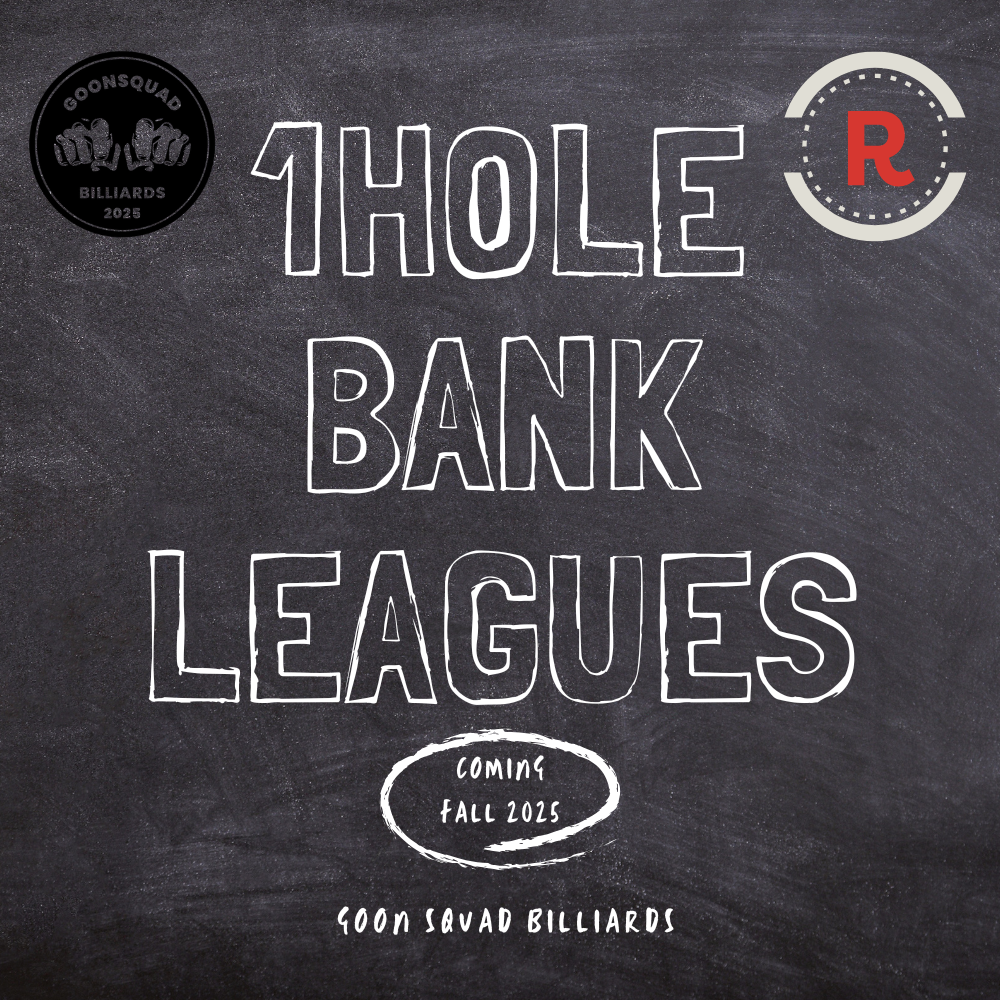 GOONSQUAD
BILLIARDS
2025
R
1HOLE
BANK
LEAGUES
COMING
FALL 2025
GOON SQUAD BILLIARDS